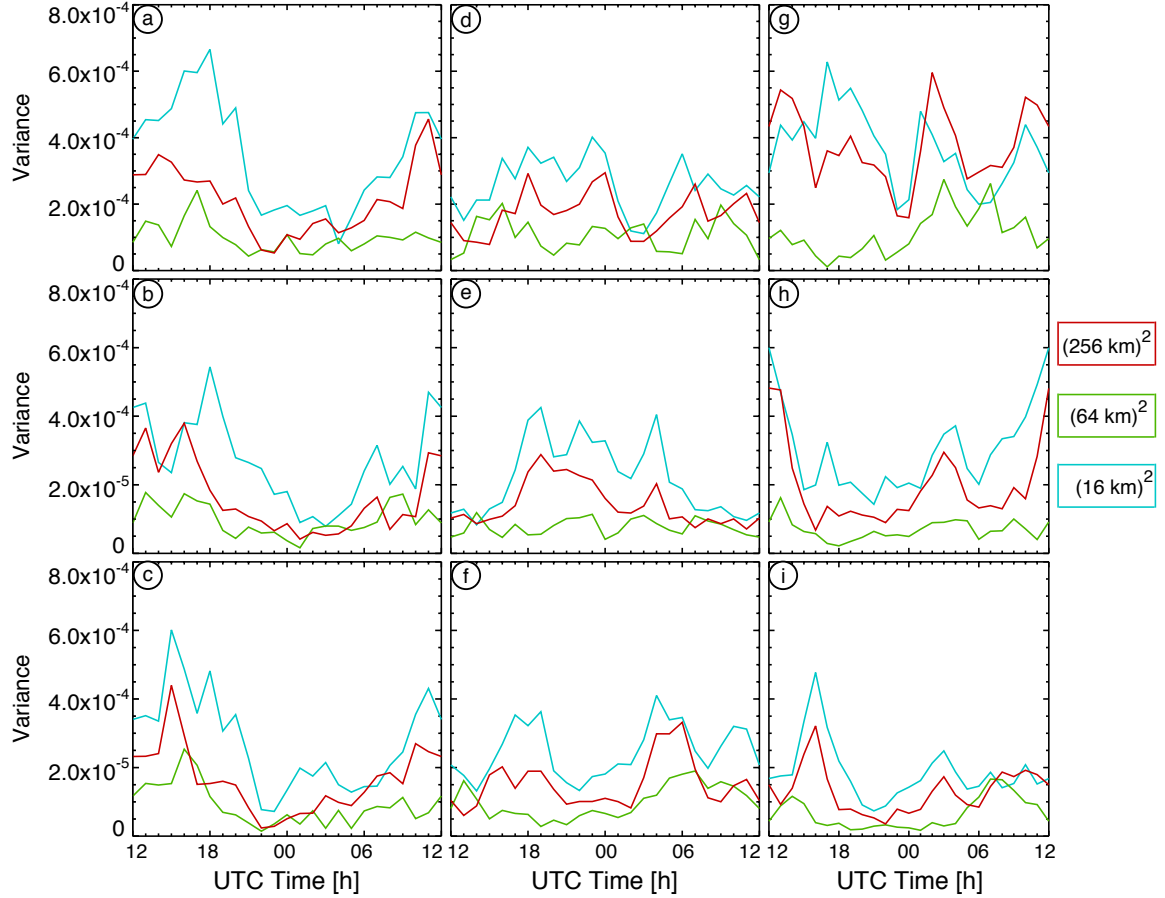 a d g
8.0x10-4
6.0x10-4
4.0x10-4
2.0x10-4
0
Variance
b e h
8.0x10-4
6.0x10-4
4.0x10-4
2.0x10-5
0
Variance
(256 km)2
(64 km)2
(16 km)2
c f i
8.0x10-4
6.0x10-4
4.0x10-4
2.0x10-5
0
Variance
12 18 00 06 12 18 00 06 12 18 00 06 12
UTC Time [h] UTC Time [h] UTC Time [h]